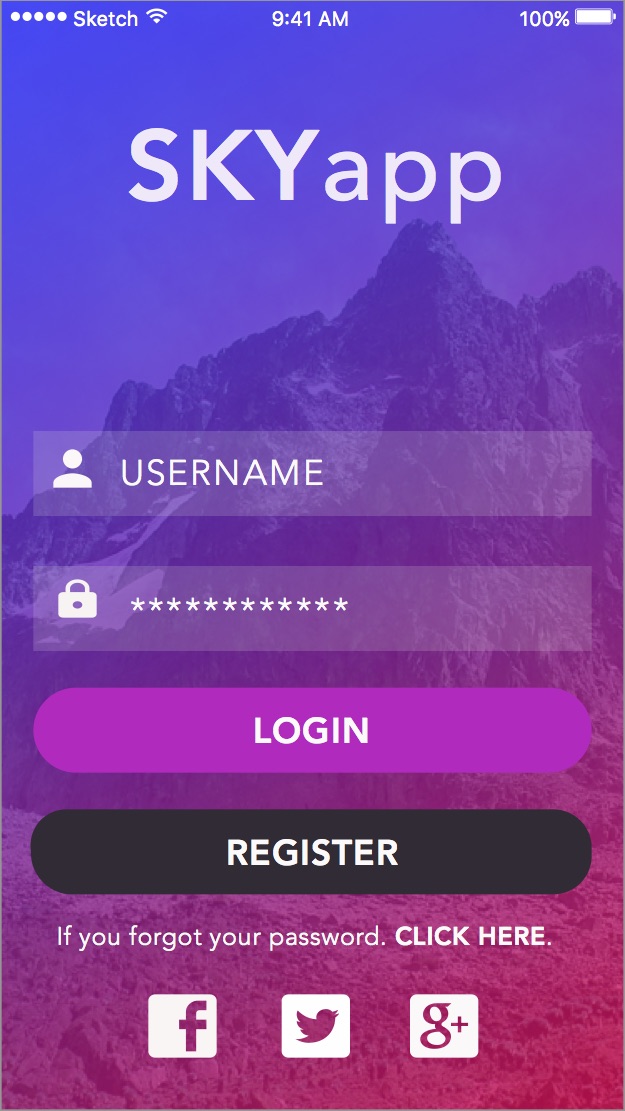 Sketch 9:41 AM 100%
SKYapp
USERNAME
************
LOGIN
REGISTER
If you forgot your password. CLICK HERE.
f g+